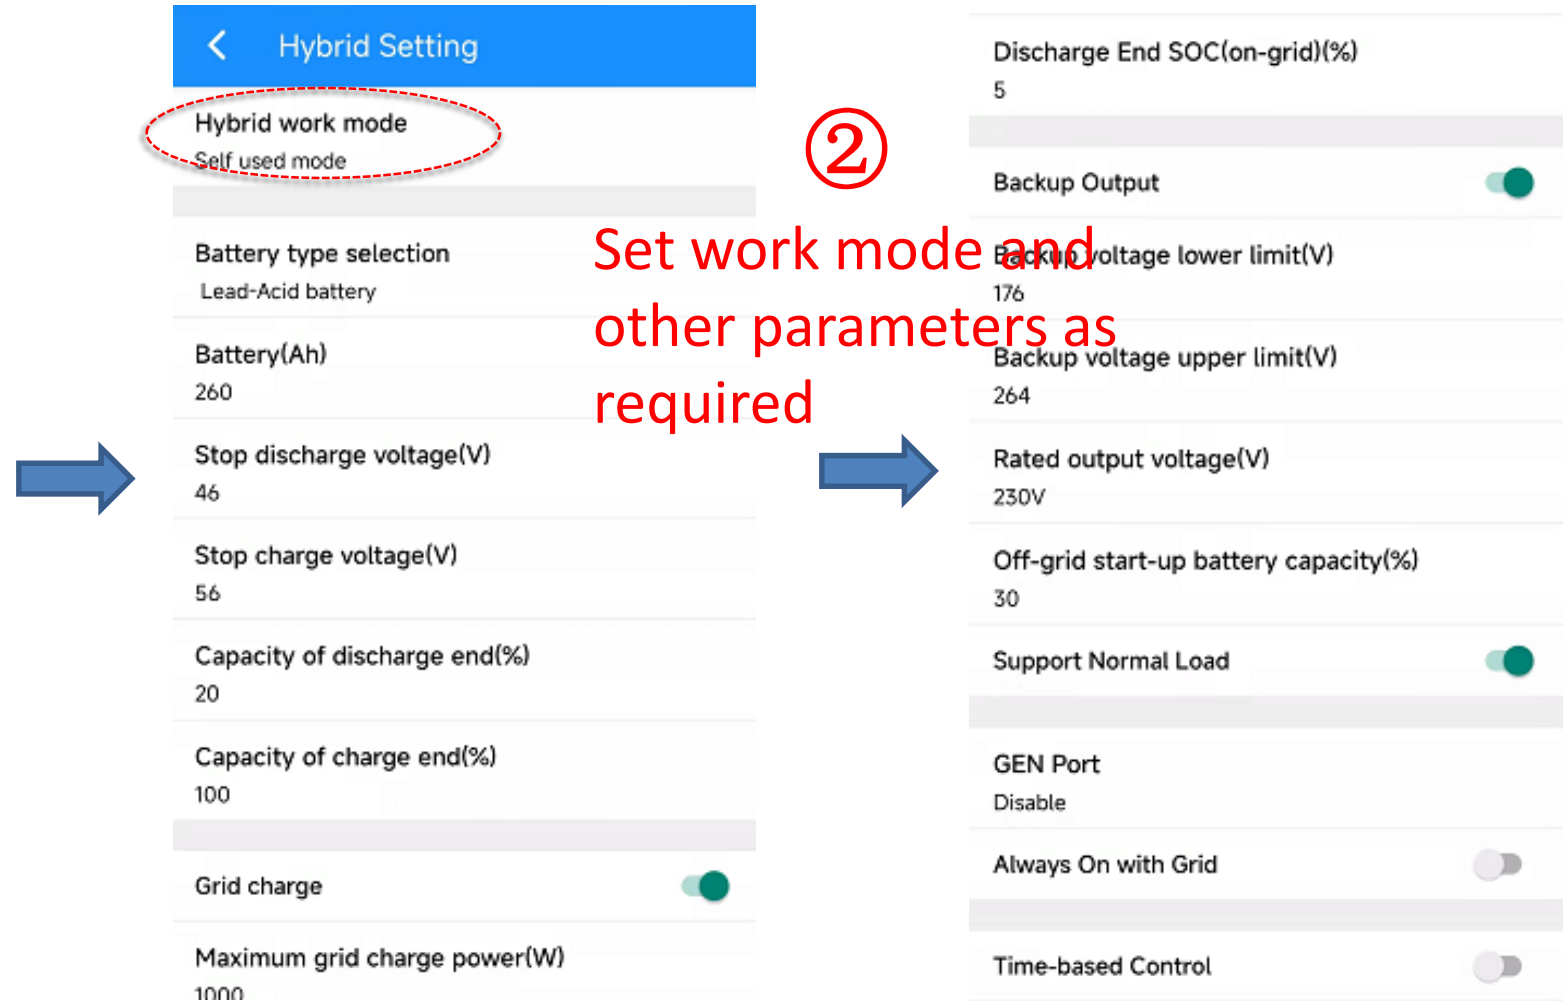 Hybrid Setting
Hybrid work mode
Self used mode
Battery type selection
Lead-Acid battery
Battery(Ah)
260
Stop discharge voltage(V)
46
Stop charge voltage(V)
56
Capacity of discharge end(%)
20
Capacity of charge end(%)
100
Grid charge
Maximum grid charge power(W)
1000
②
Set work mode and
other parameters as
required
Discharge End SOC(on-grid)(%)
5
Backup Output
Backup voltage lower limit(V)
176
Backup voltage upper limit(V)
264
Rated output voltage(V)
230V
Off-grid start-up battery capacity(%)
30
Support Normal Load
GEN Port
Disable
Always On with Grid
Time-based Control